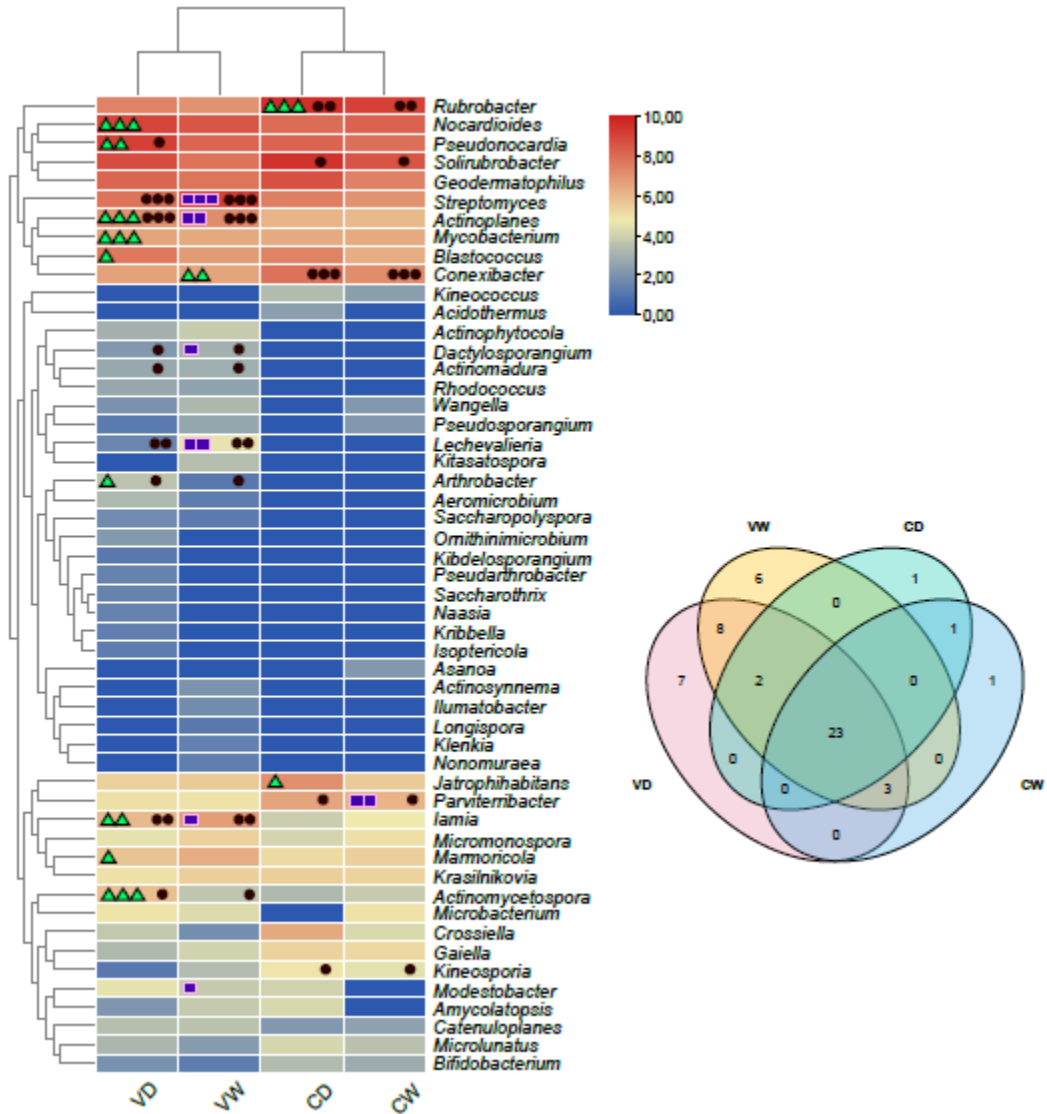 Rubrobacter
Nocardioides
Pseudonocardia
Solirubrobacter
Geodermatophilus
Streptomyces
Actinoplanes
Mycobacterium
Blastococcus
Conexibacter
Kineococcus
Acidothermus
Actinophytocola
Dactylosporangium
Actinomadura
Rhodococcus
Wangella
Pseudosporangium
Lechevalieria
Kitasatospora
Arthrobacter
Aeromicrobium
Saccharopolyspora
Ornithinimicrobium
Kibdelosporangium
Pseudarthrobacter
Saccharothrix
Naasia
Kribbella
Isoptericola
Asanoa
Actinosynnema
Ilumatobacter
Longispora
Klenkia
Nonomuraea
Jatrophihabitans
Parviterribacter
Iamia
Micromonospora
Marmoricola
Krasilnikovia
Actinomycetospora
Microbacterium
Crossiella
Gaiella
Kineosporia
Modestobacter
Amycolatopsis
Catenuloplanes
Microlunatus
Bifidobacterium
VD VW CD CW
10,00
8,00
6,00
4,00
2,00
0,00
VW CD
6 1
0
8 1
7 2 0 1
23
0 0
VD 0 3 CW
0